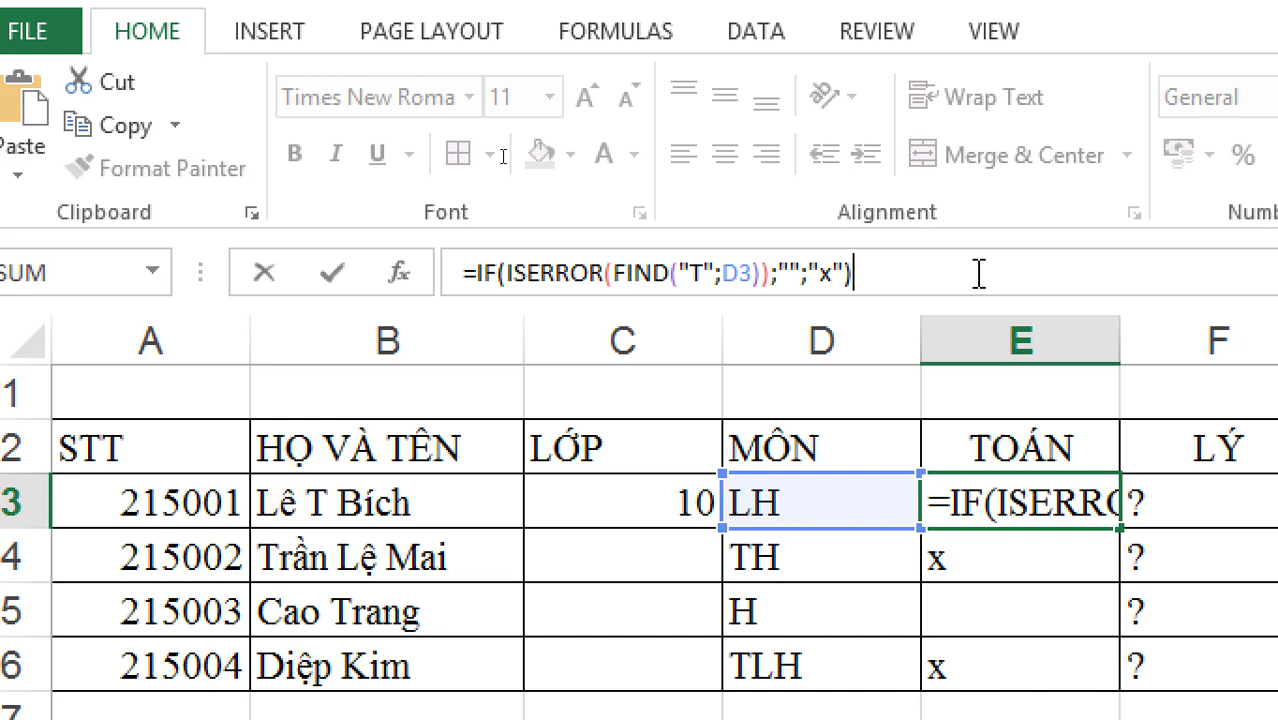 FILE HOME INSERT PAGE LAYOUT FORMULAS DATA REVIEW VIEW
Cut Times New Roma 11 A A Wrap Text General
Copy
Paste B I U A Merge & Center %
Format Painter
Clipboard Font Alignment Numb
SUM fx =IF(ISERROR(FIND("T";D3));"";"x")
A B C D E F
1
2 STT HỌ VÀ TÊN LỚP MÔN TOÁN LÝ
3 215001 Lê T Bích 10 LH =IF(ISERRO ?
4 215002 Trần Lệ Mai TH x ?
5 215003 Cao Trang H ?
6 215004 Diệp Kim TLH x ?
7